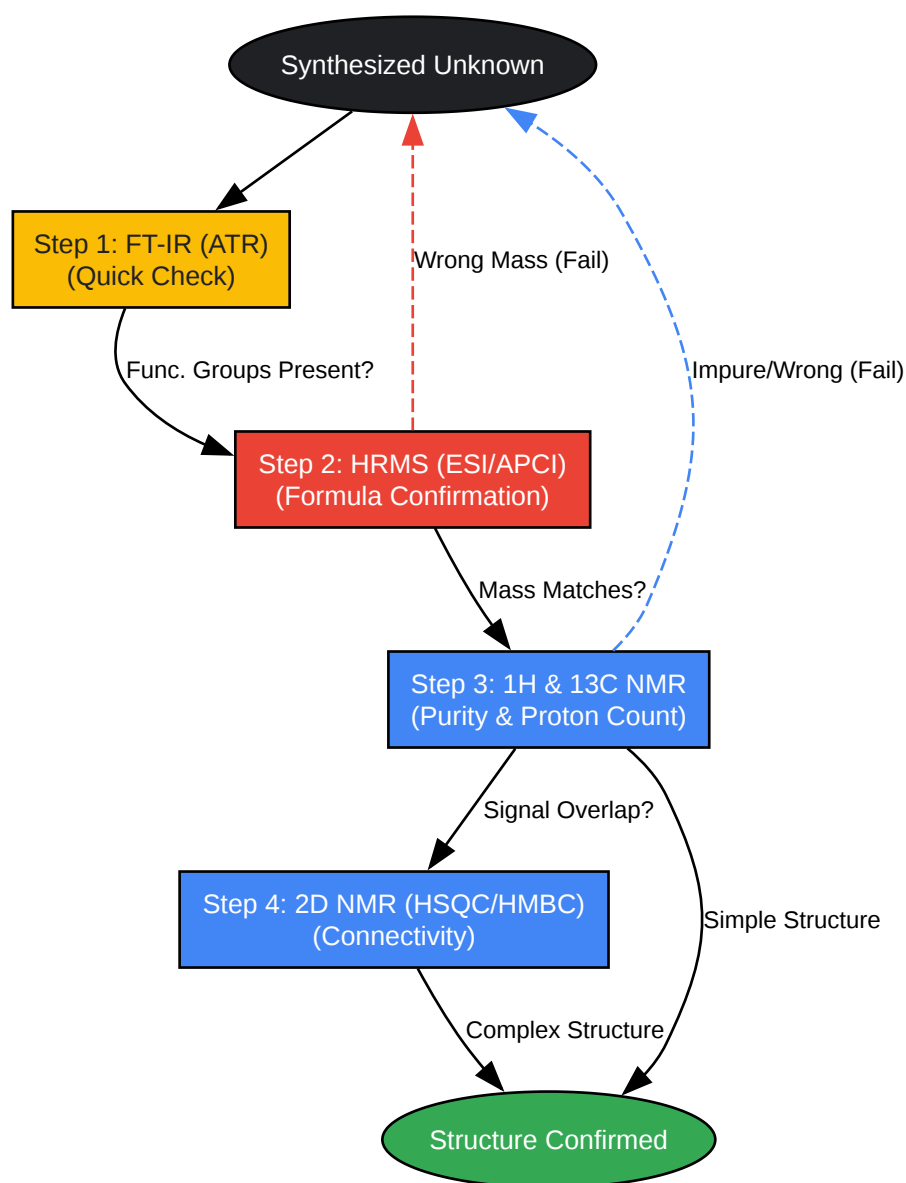 Synthesized Unknown
Step 1: FT-IR (ATR)
(Quick Check)
Wrong Mass (Fail)
Func. Groups Present?
Impure/Wrong (Fail)
Step 2: HRMS (ESI/APCI)
(Formula Confirmation)
Mass Matches?
Step 3: 1H & 13C NMR
(Purity & Proton Count)
Signal Overlap?
Step 4: 2D NMR (HSQC/HMBC)
(Connectivity)
Simple Structure
Complex Structure
Structure Confirmed